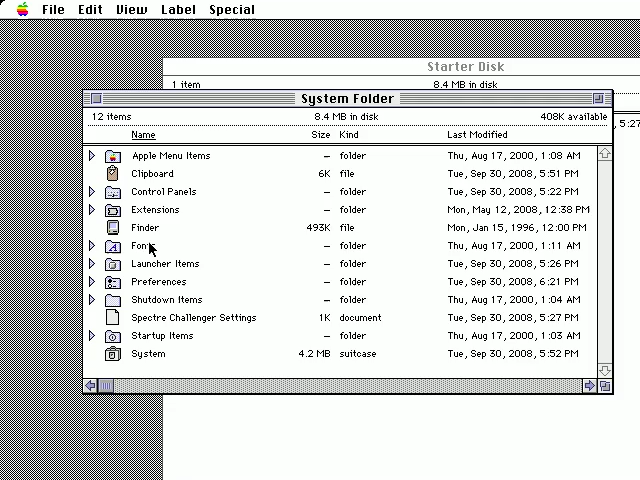 File Edit View Label Special
Starter Disk
1 item 8.4 MB in disk
System Folder
12 items 8.4 MB in disk 408K available
5:27
Name Size Kind Last Modified
Apple Menu Items – folder Thu, Aug 17, 2000, 1:08 AM
Clipboard 6K file Tue, Sep 30, 2008, 5:51 PM
Control Panels – folder Tue, Sep 30, 2008, 5:22 PM
Extensions – folder Mon, May 12, 2008, 12:38 PM
Finder 493K file Mon, Jan 15, 1996, 12:00 PM
– folder Thu, Aug 17, 2000, 1:11 AM
Launcher Items – folder Tue, Sep 30, 2008, 5:26 PM
Preferences – folder Tue, Sep 30, 2008, 6:21 PM
Shutdown Items – folder Thu, Aug 17, 2000, 1:04 AM
Spectre Challenger Settings 1K document Tue, Sep 30, 2008, 5:27 PM
Startup Items – folder Thu, Aug 17, 2000, 1:03 AM
System 4.2 MB suitcase Tue, Sep 30, 2008, 5:52 PM